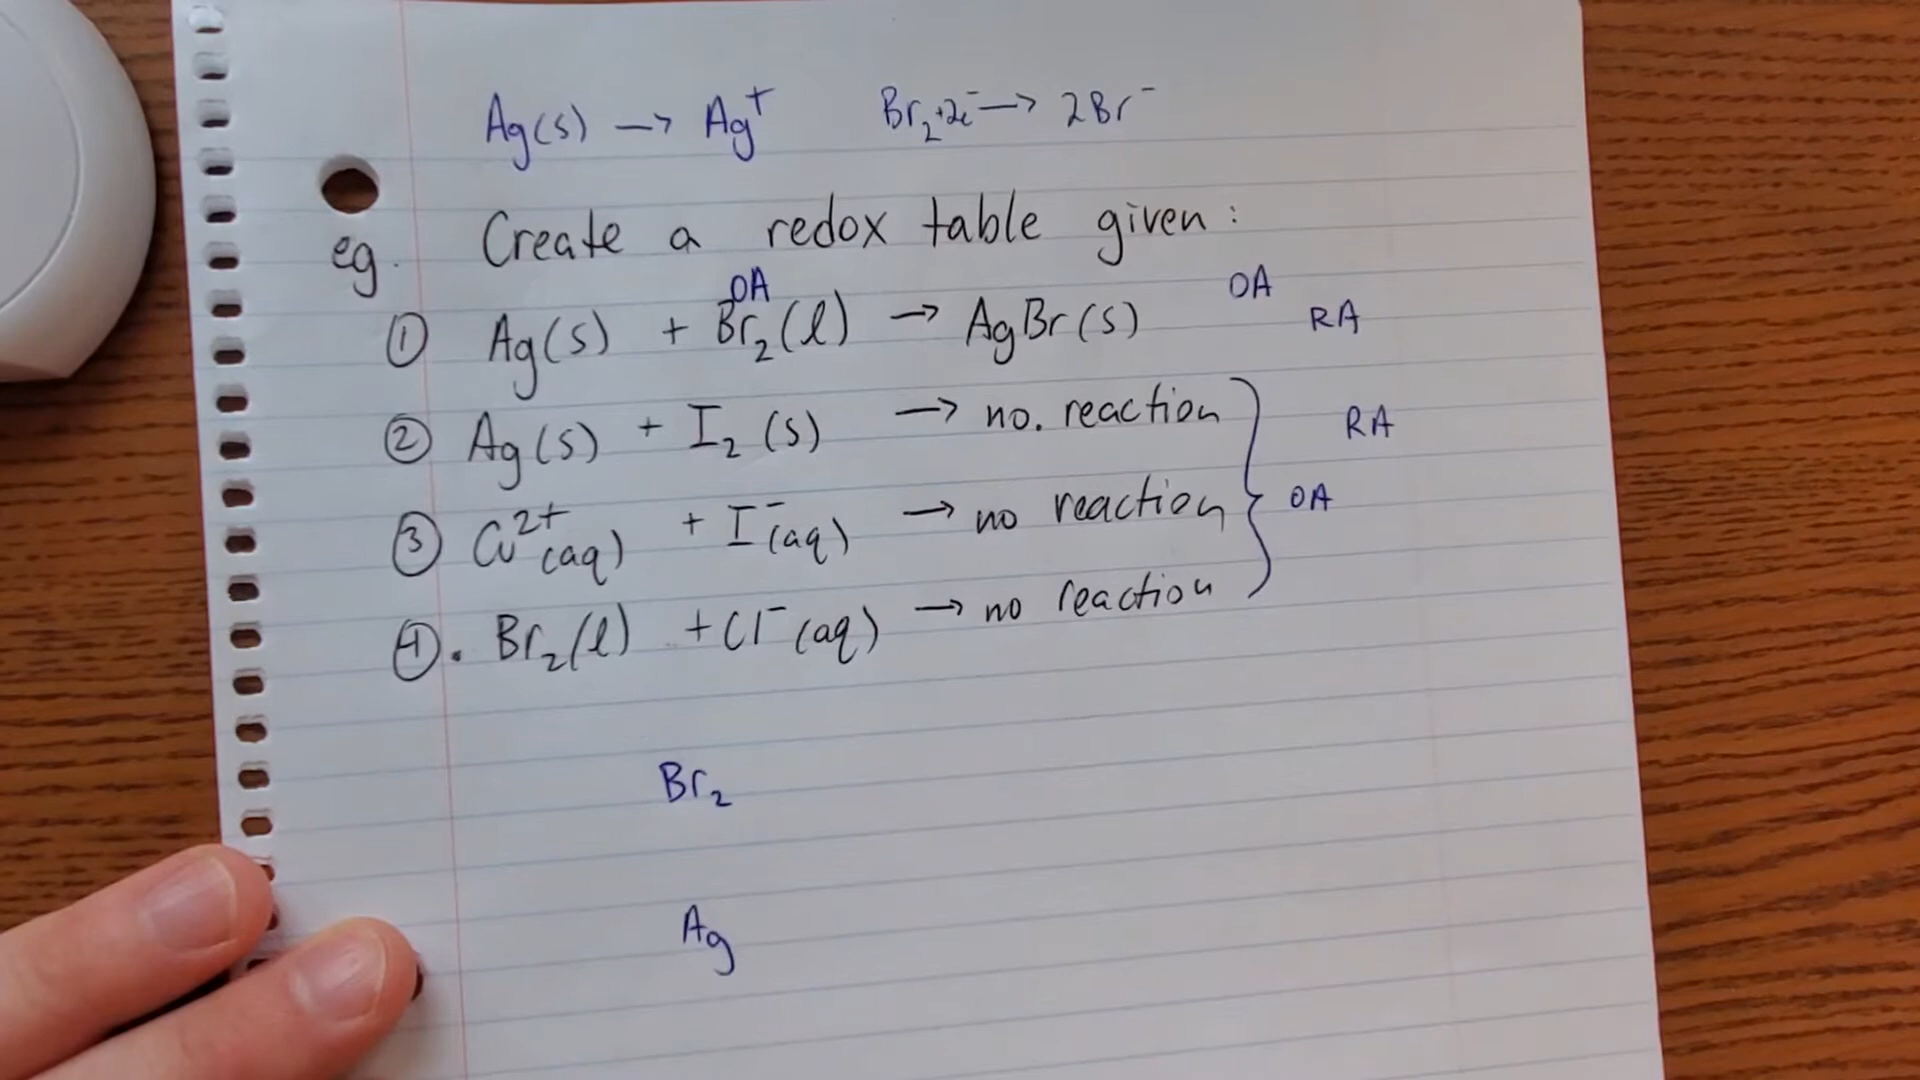 Ag(s) → Ag⁺ Br₂+2e⁻ → 2Br⁻
eg. Create a redox table given:
OA OA
① Ag(s) + Br₂(l) → AgBr(s) RA
② Ag(s) + I₂(s) → no. reaction RA
③ Cu²⁺(aq) + I⁻(aq) → no reaction OA
④. Br₂(l) + Cl⁻(aq) → no reaction
Br₂
Ag